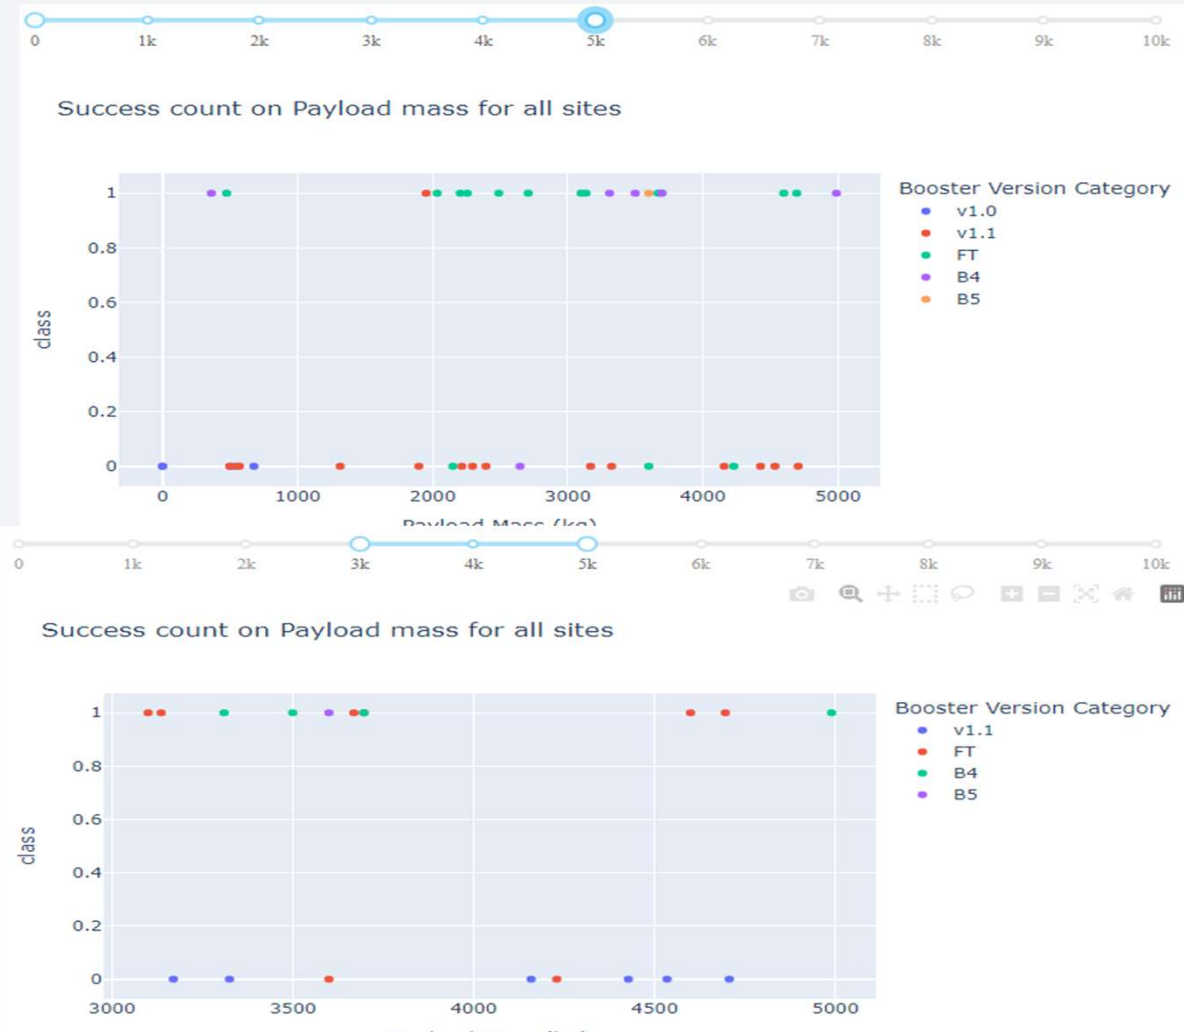 0 1k 2k 3k 4k 5k 6k 7k 8k 9k 10k
Success count on Payload mass for all sites
Booster Version Category
v1.0
v1.1
FT
B4
B5
class
1
0.8
0.6
0.4
0.2
0
0 1000 2000 3000 4000 5000
Payload Mass (kg)
0 1k 2k 3k 4k 5k 6k 7k 8k 9k 10k
Success count on Payload mass for all sites
Booster Version Category
v1.1
FT
B4
B5
class
1
0.8
0.6
0.4
0.2
0
3000 3500 4000 4500 5000